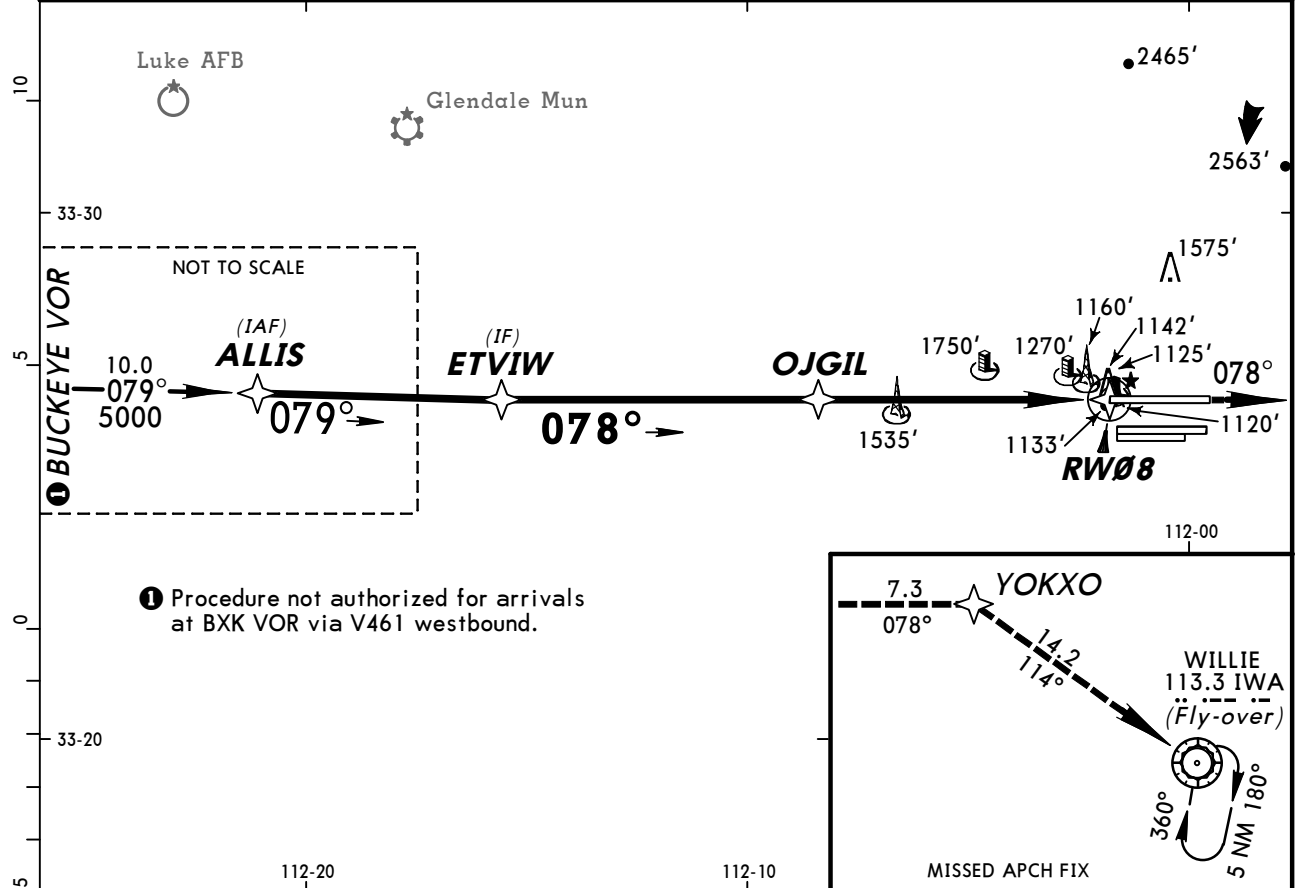 Luke AFB
Glendale Mun
2465'
2563'
10
33-30
NOT TO SCALE
1575'
❶ BUCKEYE VOR
10.0
079°
5000
(IAF)
ALLIS
079°
(IF)
ETVIW
078°
OJGIL
1750'
1270'
1160'
1142'
1125'
078°
1535'
1133'
1120'
RWØ8
5
112-00
❶ Procedure not authorized for arrivals
at BXK VOR via V461 westbound.
0
7.3
078°
YOKXO
14.2
114°
WILLIE
113.3 IWA
(Fly-over)
33-20
360°
5 NM 180°
5
112-20
112-10
MISSED APCH FIX